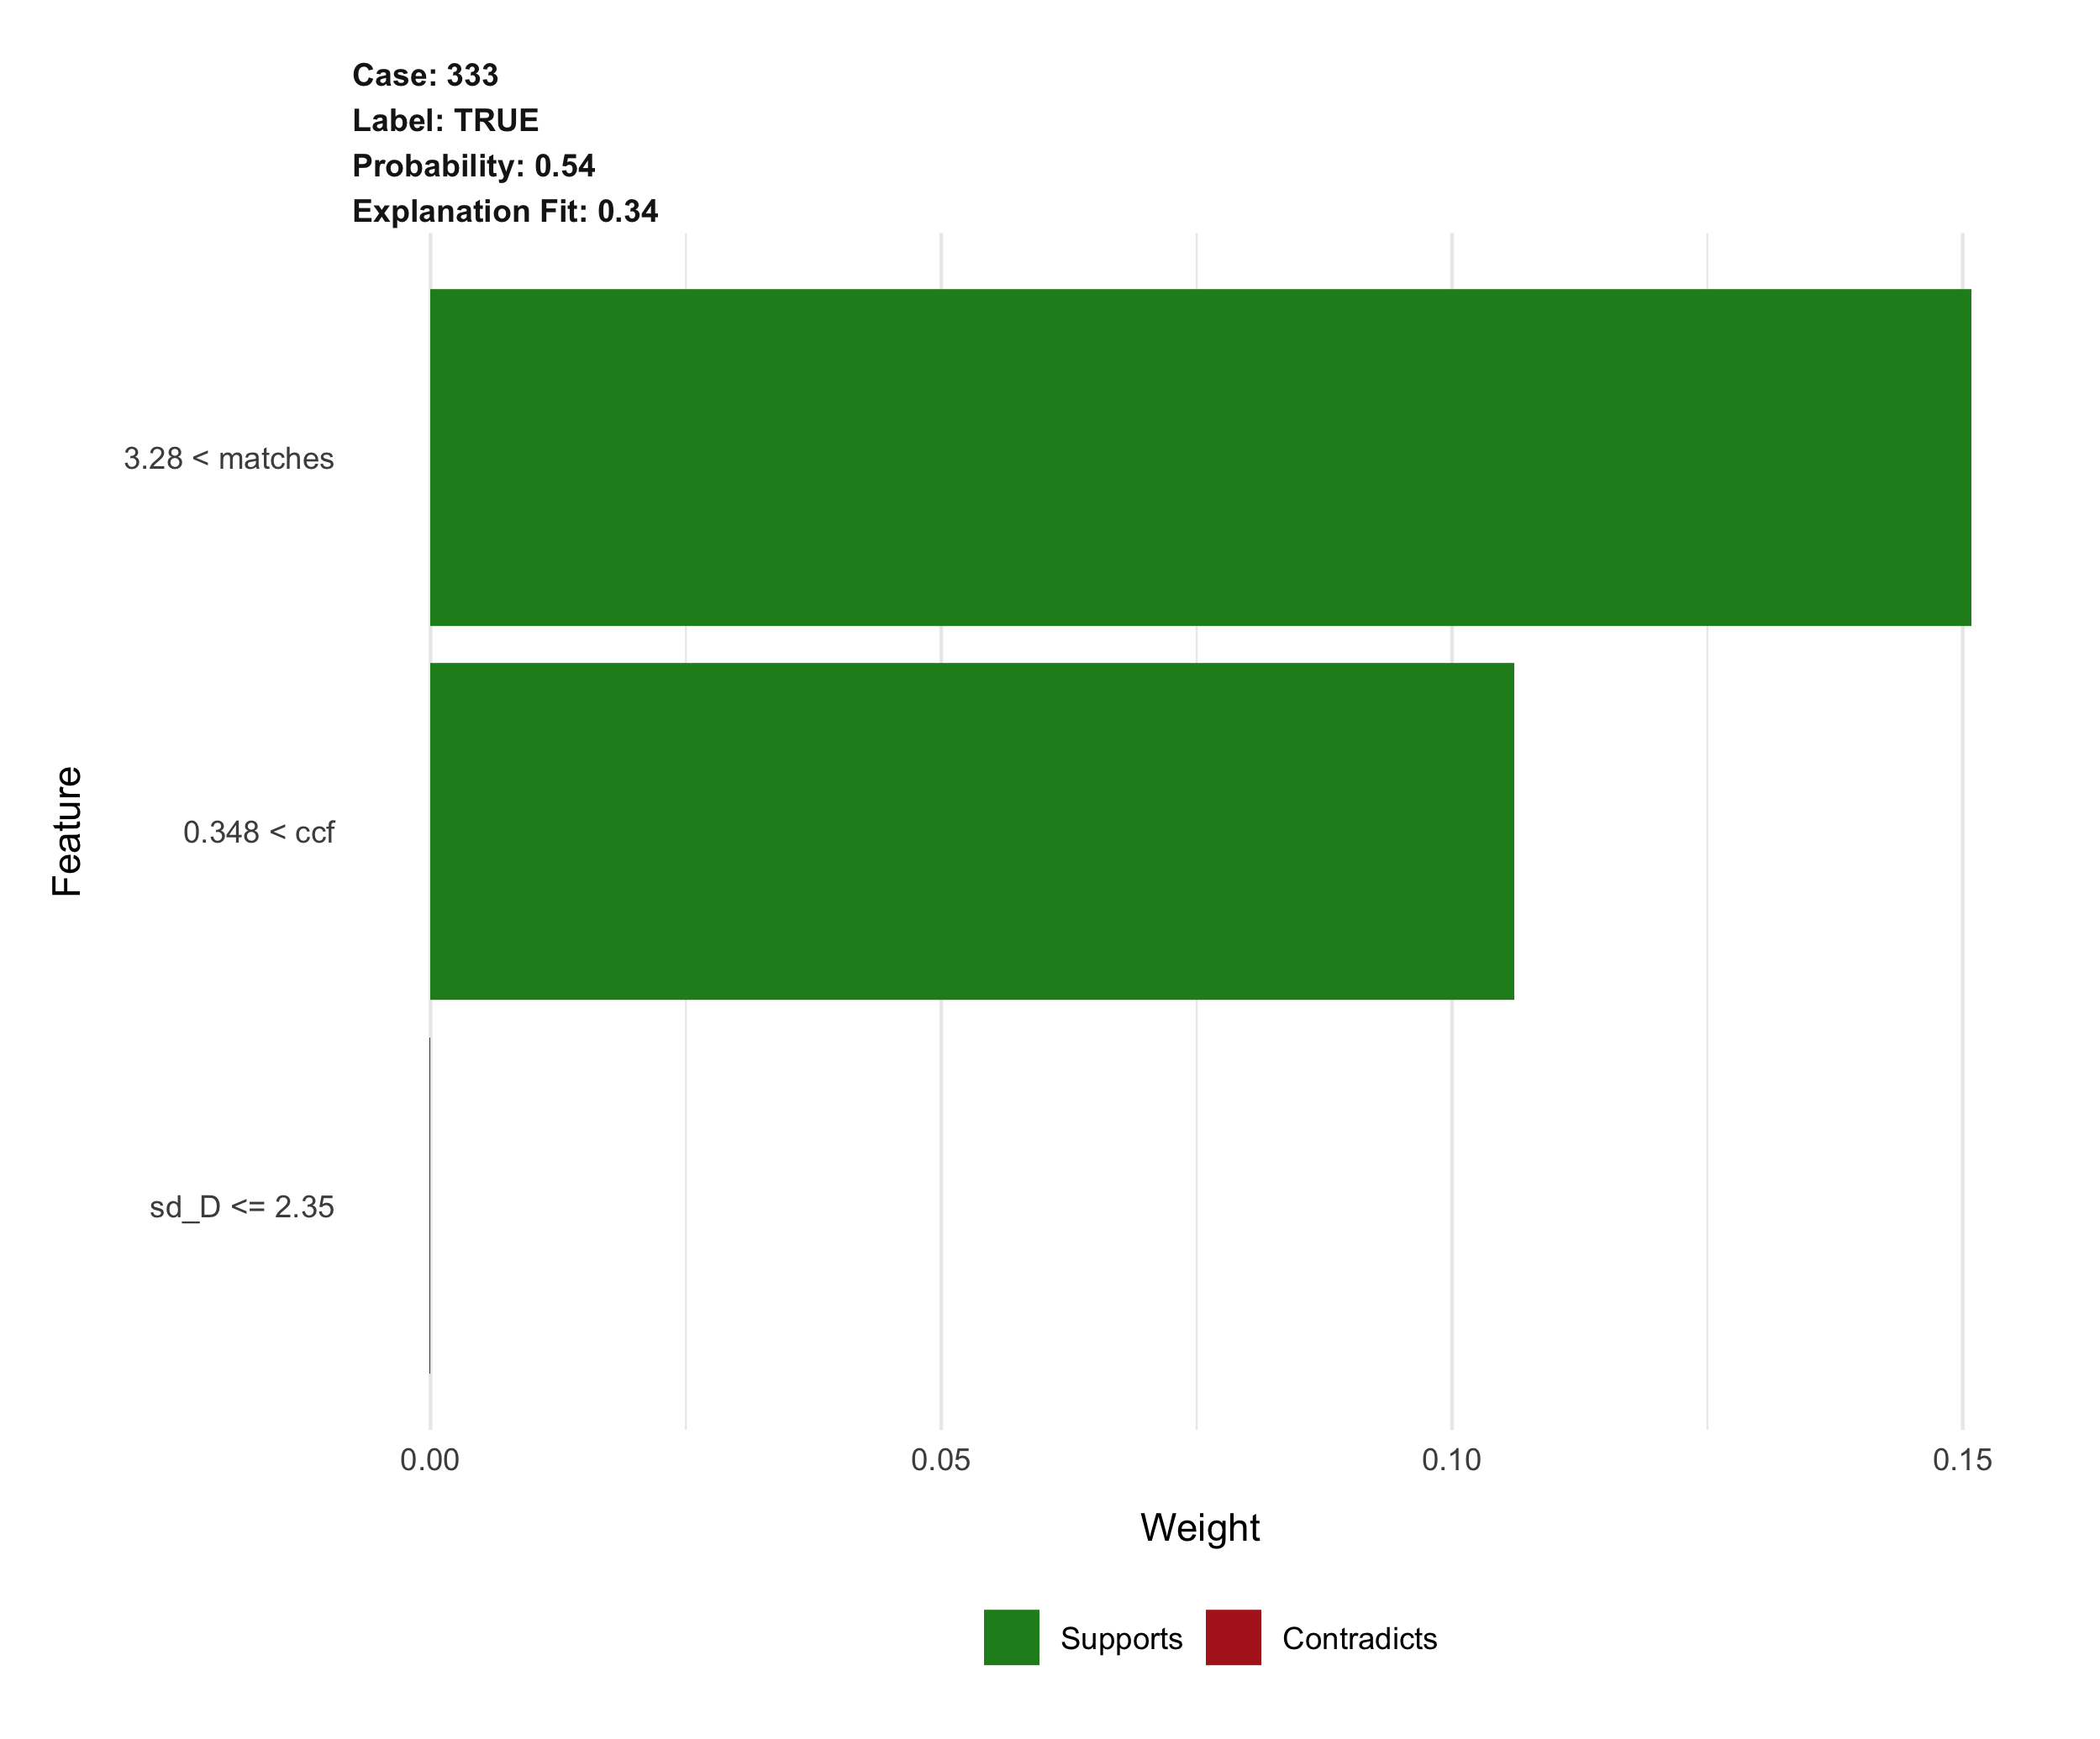 Case: 333
Label: TRUE
Probability: 0.54
Explanation Fit: 0.34
3.28 < matches
0.348 < ccf
sd_D <= 2.35
Feature
0.00 0.05 0.10 0.15
Weight
Supports Contradicts